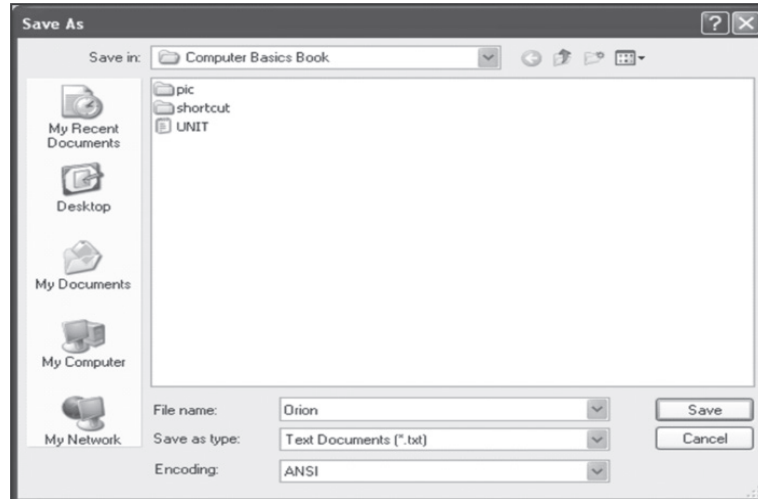 Save As
Save in: Computer Basics Book
pic
shortcut
UNIT
My Recent
Documents
Desktop
My Documents
My Computer
My Network
File name: Orion Save
Save as type: Text Documents (*.txt) Cancel
Encoding: ANSI